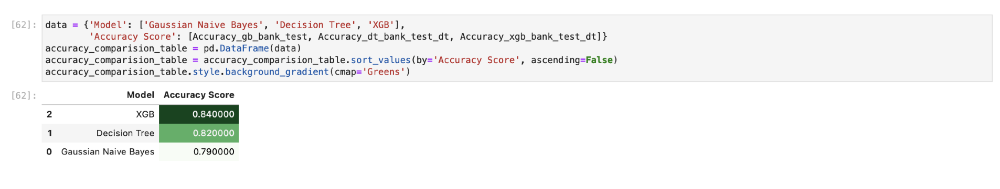 [62]: data = {'Model': ['Gaussian Naive Bayes', 'Decision Tree', 'XGB'],
'Accuracy Score': [Accuracy_gb_bank_test, Accuracy_dt_bank_test_dt, Accuracy_xgb_bank_test_dt]}
accuracy_comparision_table = pd.DataFrame(data)
accuracy_comparision_table = accuracy_comparision_table.sort_values(by='Accuracy Score', ascending=False)
accuracy_comparision_table.style.background_gradient(cmap='Greens')
[62]: Model Accuracy Score
2 XGB 0.840000
1 Decision Tree 0.820000
0 Gaussian Naive Bayes 0.790000